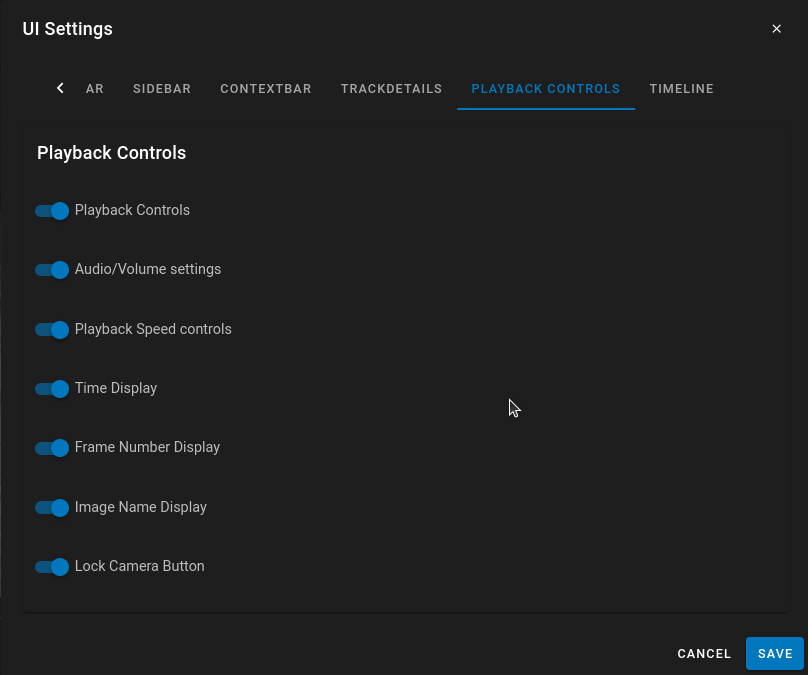 UI Settings
AR SIDEBAR CONTEXTBAR TRACKDETAILS PLAYBACK CONTROLS TIMELINE
Playback Controls
Playback Controls
Audio/Volume settings
Playback Speed controls
Time Display
Frame Number Display
Image Name Display
Lock Camera Button
CANCEL SAVE